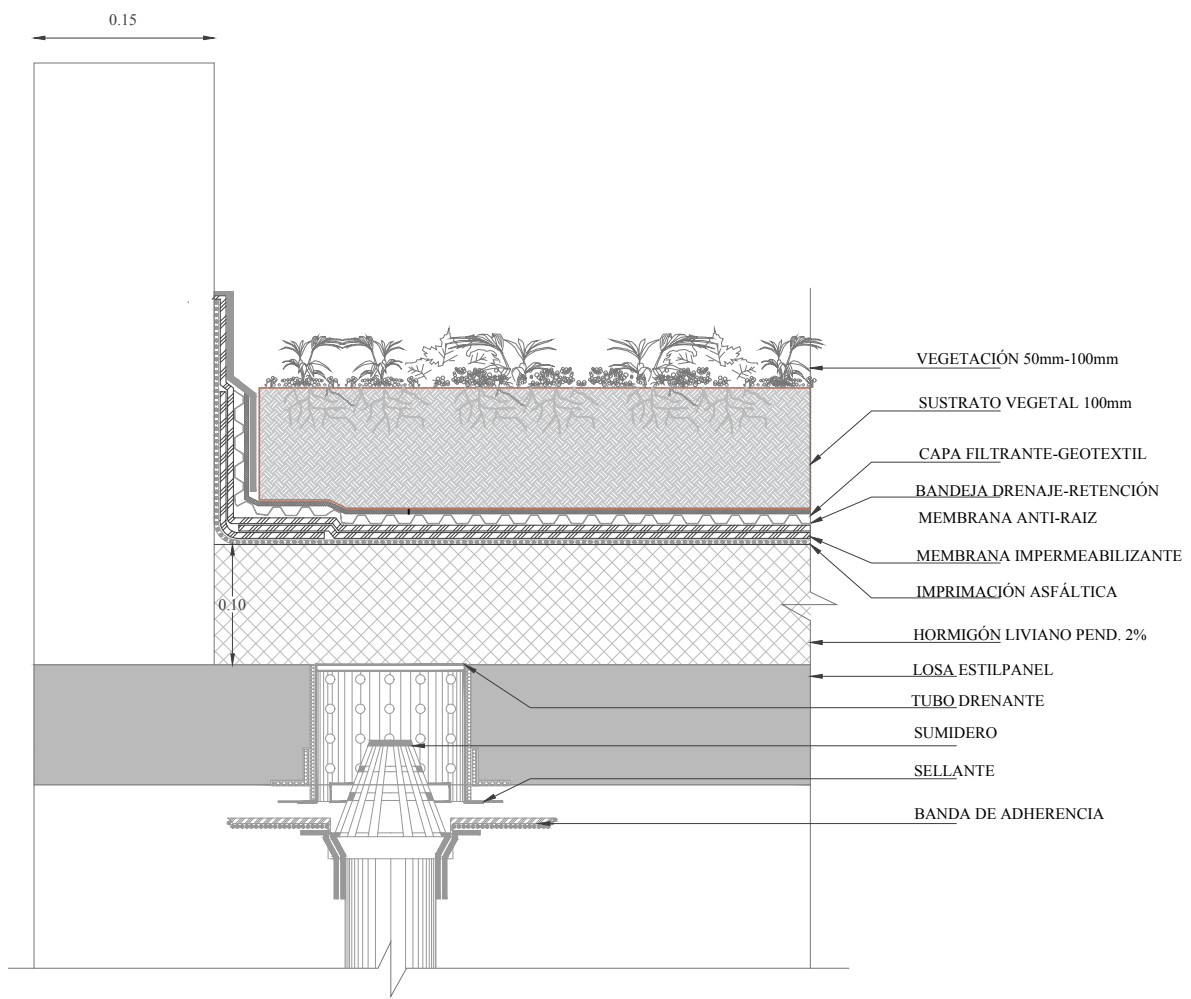 0.15
VEGETACIÓN 50mm-100mm
SUSTRATO VEGETAL 100mm
CAPA FILTRANTE-GEOTEXTIL
BANDEJA DRENAJE-RETENCIÓN
MEMBRANA ANTI-RAIZ
MEMBRANA IMPERMEABILIZANTE
IMPRIMACIÓN ASFÁLTICA
0.10
HORMIGÓN LIVIANO PEND. 2%
LOSA ESTILPANEL
TUBO DRENANTE
SUMIDERO
SELLANTE
BANDA DE ADHERENCIA